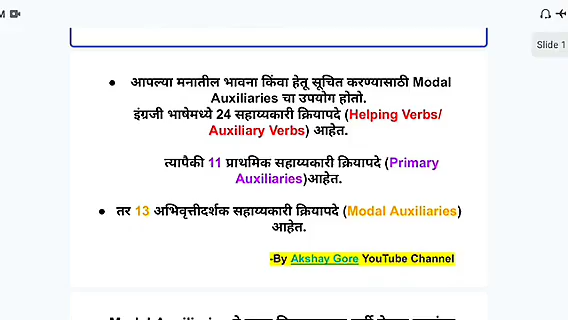 M
Slide 1
● आपल्या मनातील भावना किंवा हेतू सूचित करण्यासाठी Modal
Auxiliaries चा उपयोग होतो.
इंग्रजी भाषेमध्ये 24 सहाय्यकारी क्रियापदे (Helping Verbs/
Auxiliary Verbs) आहेत.
त्यापैकी 11 प्राथमिक सहाय्यकारी क्रियापदे (Primary
Auxiliaries)आहेत.
● तर 13 अभिवृत्तीदर्शक सहाय्यकारी क्रियापदे (Modal Auxiliaries)
आहेत.
-By Akshay Gore YouTube Channel